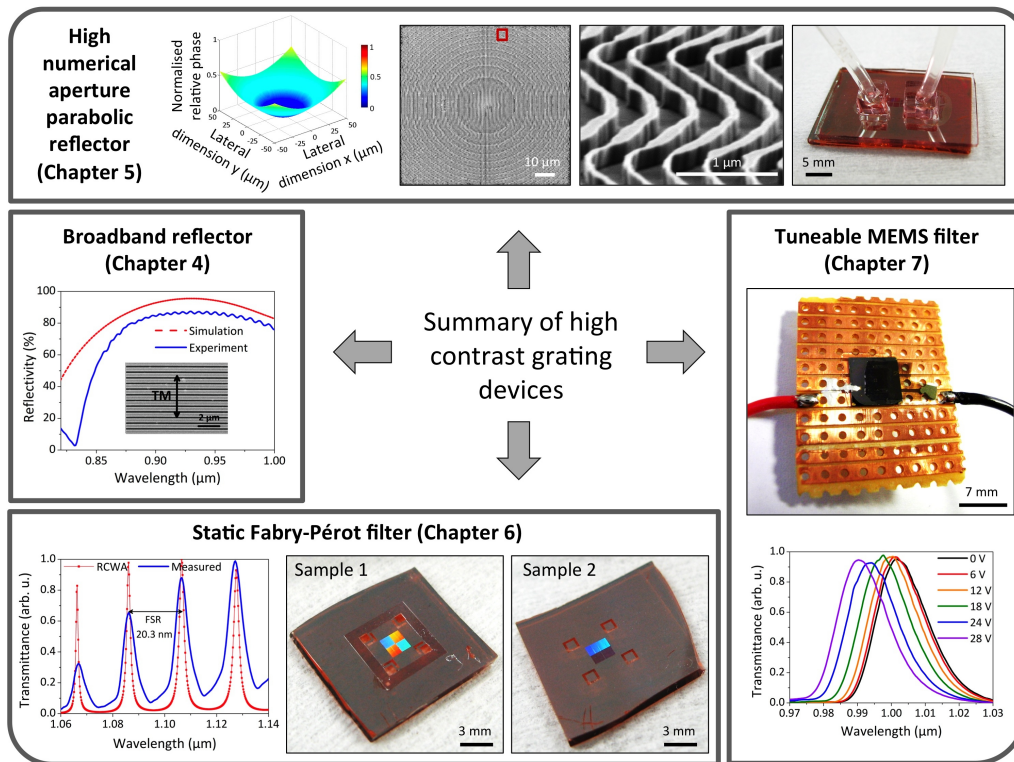 High
numerical
aperture
parabolic
reflector
(Chapter 5)
Normalised
relative phase
1
0.5
0
50
25
0
-25
-50
Lateral
dimension y (µm)
-50
-25
0
25
50
Lateral
dimension x (µm)
1
0.5
0
10 µm
1 µm
5 mm
Broadband reflector
(Chapter 4)
Reflectivity (%)
100
80
60
40
20
0
Simulation
Experiment
TM
2 µm
0.85 0.90 0.95 1.00
Wavelength (µm)
Summary of high
contrast grating
devices
Tuneable MEMS filter
(Chapter 7)
7 mm
Transmittance (arb. u.)
1.0
0.8
0.6
0.4
0.2
0.0
0 V
6 V
12 V
18 V
24 V
28 V
0.97 0.98 0.99 1.00 1.01 1.02 1.03
Wavelength (µm)
Static Fabry-Pérot filter (Chapter 6)
Transmittance (arb. u.)
1.0
0.8
0.6
0.4
0.2
0.0
RCWA Measured
FSR
20.3 nm
1.06 1.08 1.10 1.12 1.14
Wavelength (µm)
Sample 1
3 mm
Sample 2
3 mm